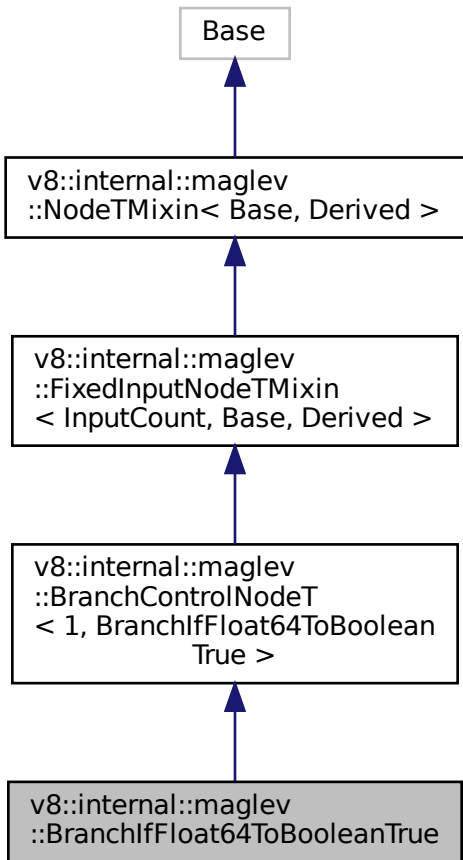 Base
v8::internal::maglev
::NodeTMixin< Base, Derived >
v8::internal::maglev
::FixedInputNodeTMixin
< InputCount, Base, Derived >
v8::internal::maglev
::BranchControlNodeT
< 1, BranchIfFloat64ToBoolean
True >
v8::internal::maglev
::BranchIfFloat64ToBooleanTrue